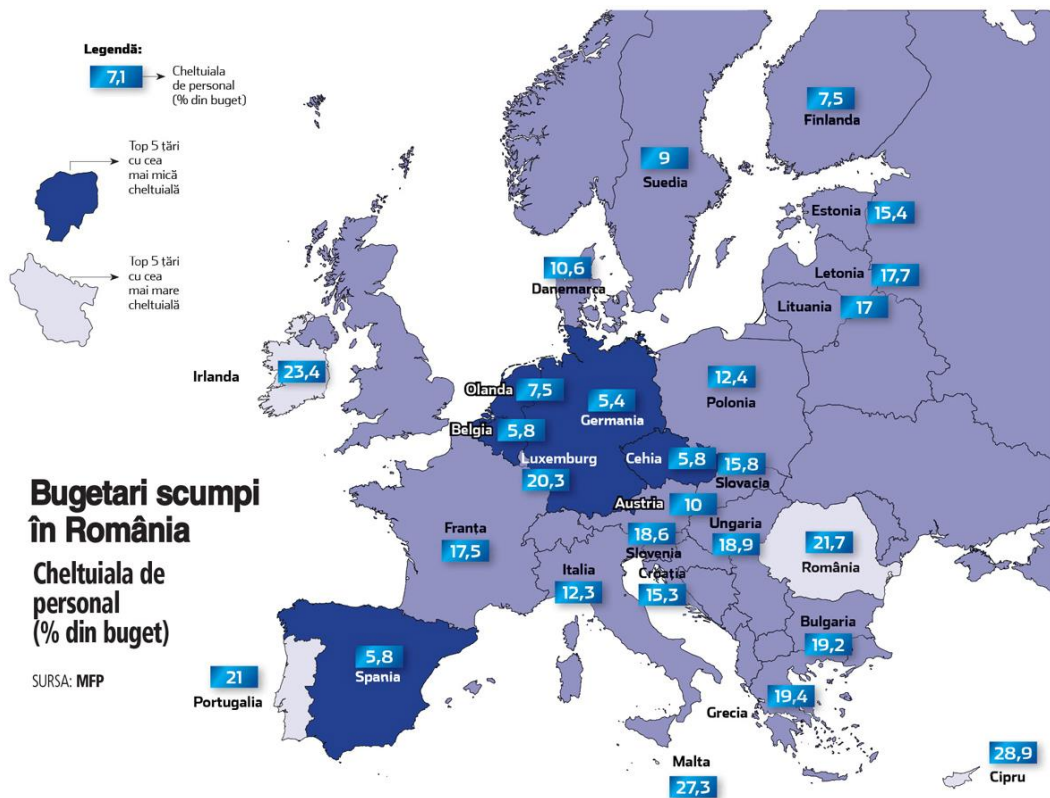 Legendă:
7,1
Cheltuiala
de personal
(% din buget)
Top 5 țări
cu cea
mai mică
cheltuială
Top 5 țări
cu cea
mai mare
cheltuială
7,5
Finlanda
9
Suedia
Estonia 15,4
Letonia 17,7
Lituania 17
10,6
Danemarca
Irlanda 23,4
Olanda 7,5
5,4
Germania
12,4
Polonia
Belgia 5,8
Luxemburg
20,3
Cehia 5,8
15,8
Slovacia
Austria 10
Bugetari scumpi
în România
Cheltuiala de
personal
(% din buget)
SURSA: MFP
Franța
17,5
18,6
Slovenia
Ungaria
18,9
21,7
România
Italia
12,3
Croația
15,3
Bulgaria
19,2
5,8
Spania
21
Portugalia
19,4
Grecia
Malta
27,3
28,9
Cipru